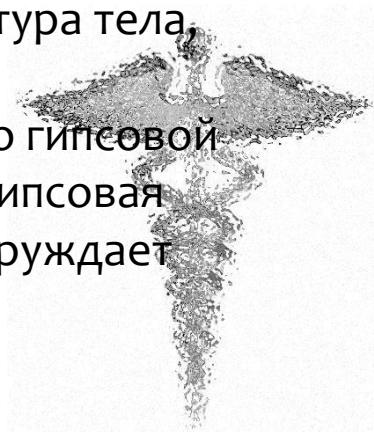 тура тела,
о гипсовой
ипсовая
руждает